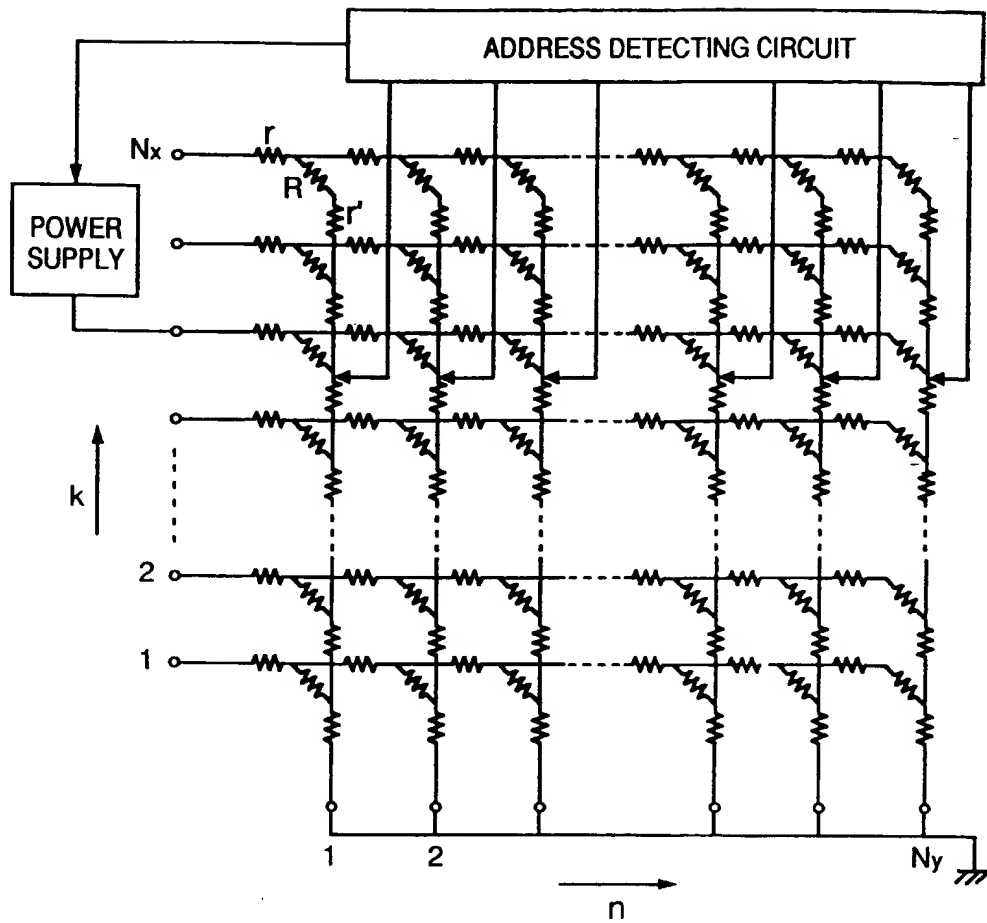 ADDRESS DETECTING CIRCUIT
Nx
r
R
r'
POWER
SUPPLY
k
2
1
1 2 Ny
n